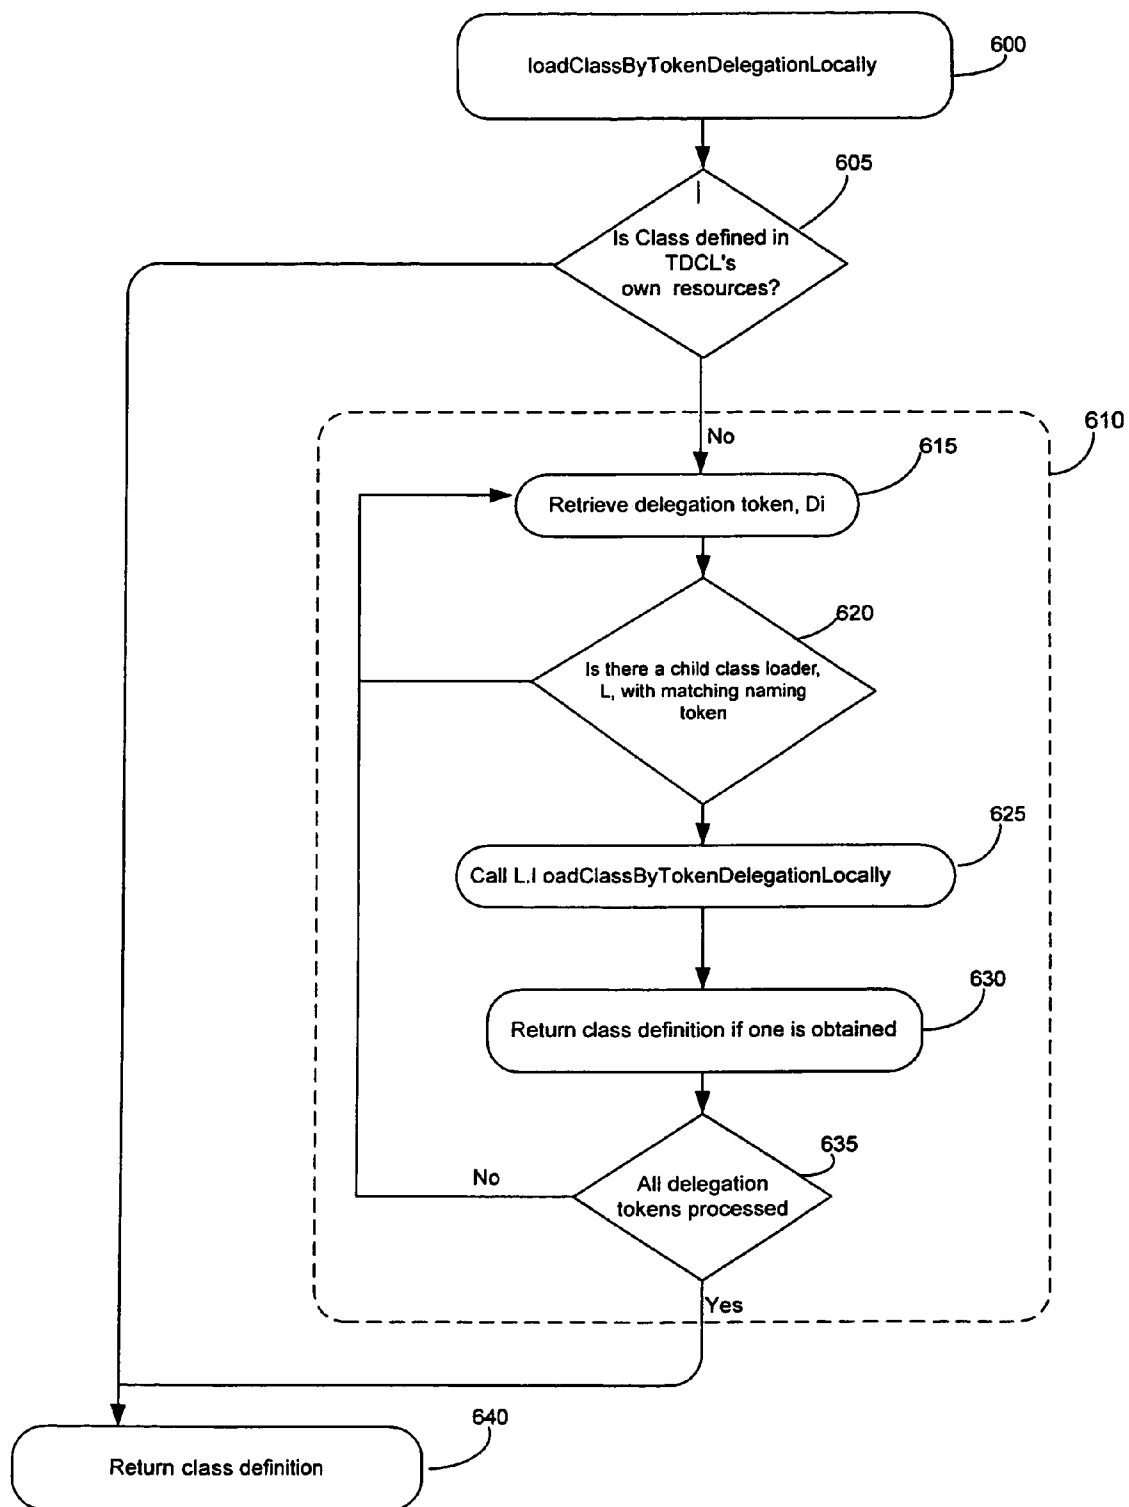 loadClassByTokenDelegationLocally
600
605
Is Class defined in
TDCL's
own resources?
610
No
615
Retrieve delegation token, Di
620
Is there a child class loader,
L, with matching naming
token
625
Call L.l oadClassByTokenDelegationLocally
630
Return class definition if one is obtained
635
No
All delegation
tokens processed
Yes
640
Return class definition